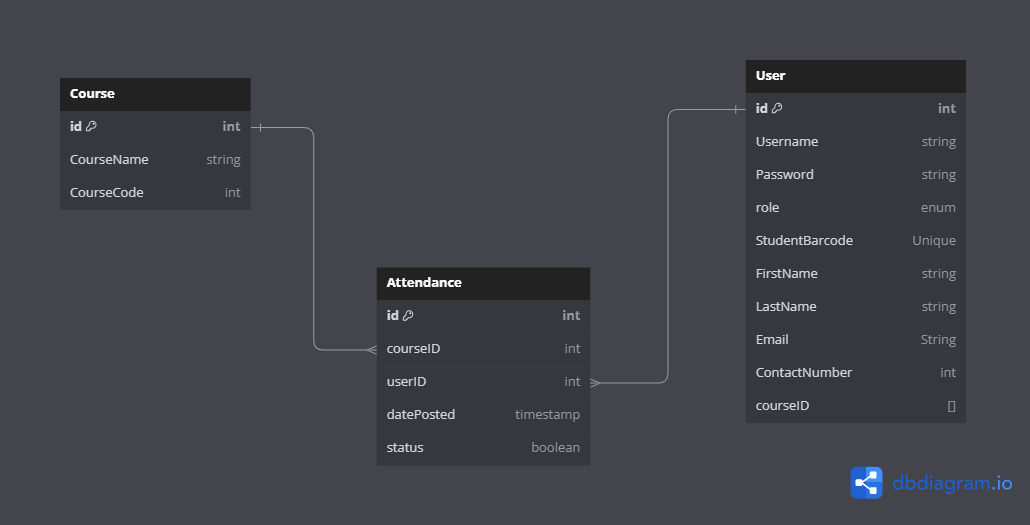 Course
id int
CourseName string
CourseCode int
User
id int
Username string
Password string
role enum
StudentBarcode Unique
FirstName string
LastName string
Email String
ContactNumber int
courseID []
Attendance
id int
courseID int
userID int
datePosted timestamp
status boolean
dbdiagram.io